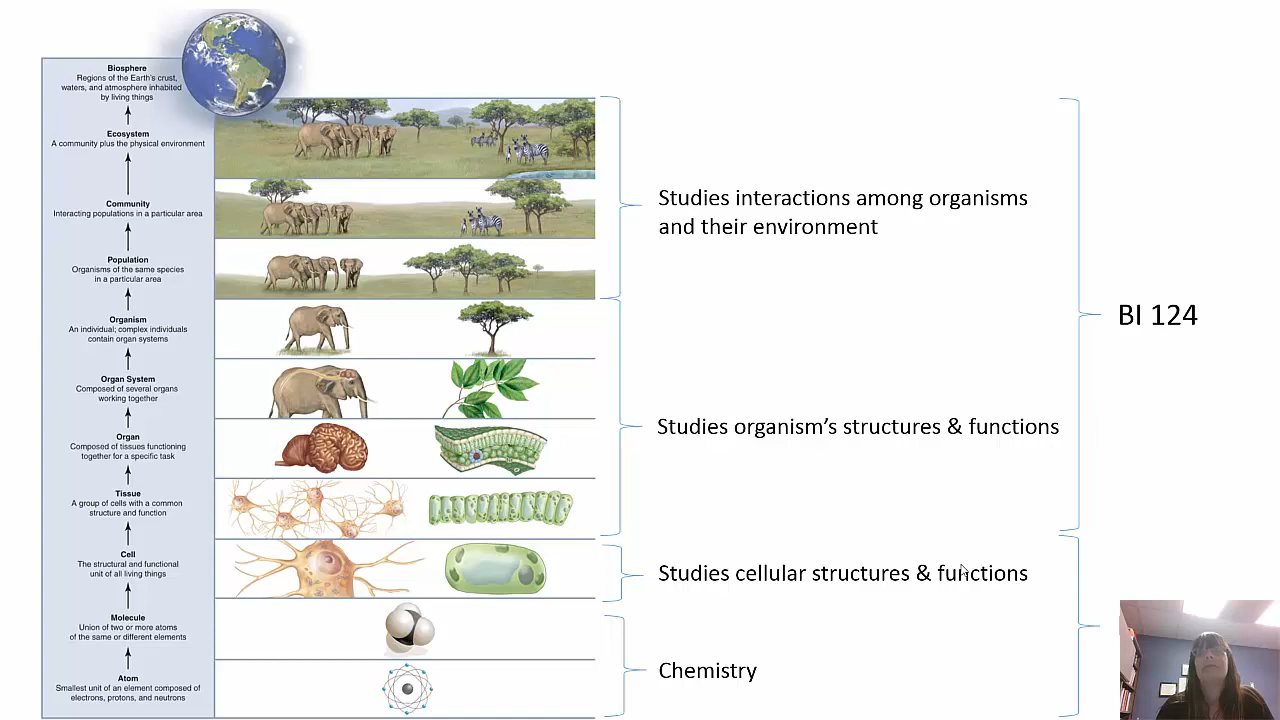 Biosphere
Regions of the Earth's crust,
waters, and atmosphere inhabited
by living things
Ecosystem
A community plus the physical environment
Community
Interacting populations in a particular area
Population
Organisms of the same species
in a particular area
Organism
An individual; complex individuals
contain organ systems
Organ System
Composed of several organs
working together
Organ
Composed of tissues functioning
together for a specific task
Tissue
A group of cells with a common
structure and function
Cell
The structural and functional
unit of all living things
Molecule
Union of two or more atoms
of the same or different elements
Atom
Smallest unit of an element composed of
electrons, protons, and neutrons
Studies interactions among organisms
and their environment
Studies organism’s structures & functions
Studies cellular structures & functions
Chemistry
BI 124